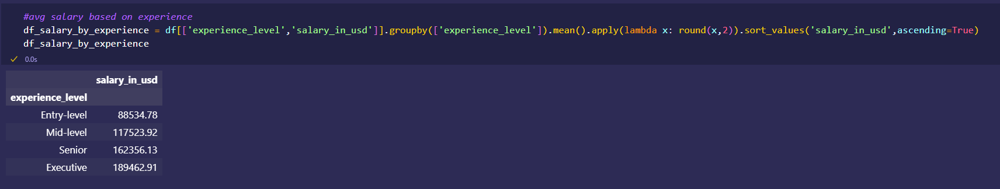 #avg salary based on experience
df_salary_by_experience = df[['experience_level','salary_in_usd']].groupby(['experience_level']).mean().apply(lambda x: round(x,2)).sort_values('salary_in_usd',ascending=True)
df_salary_by_experience
0.0s
salary_in_usd
experience_level
Entry-level 88534.78
Mid-level 117523.92
Senior 162356.13
Executive 189462.91